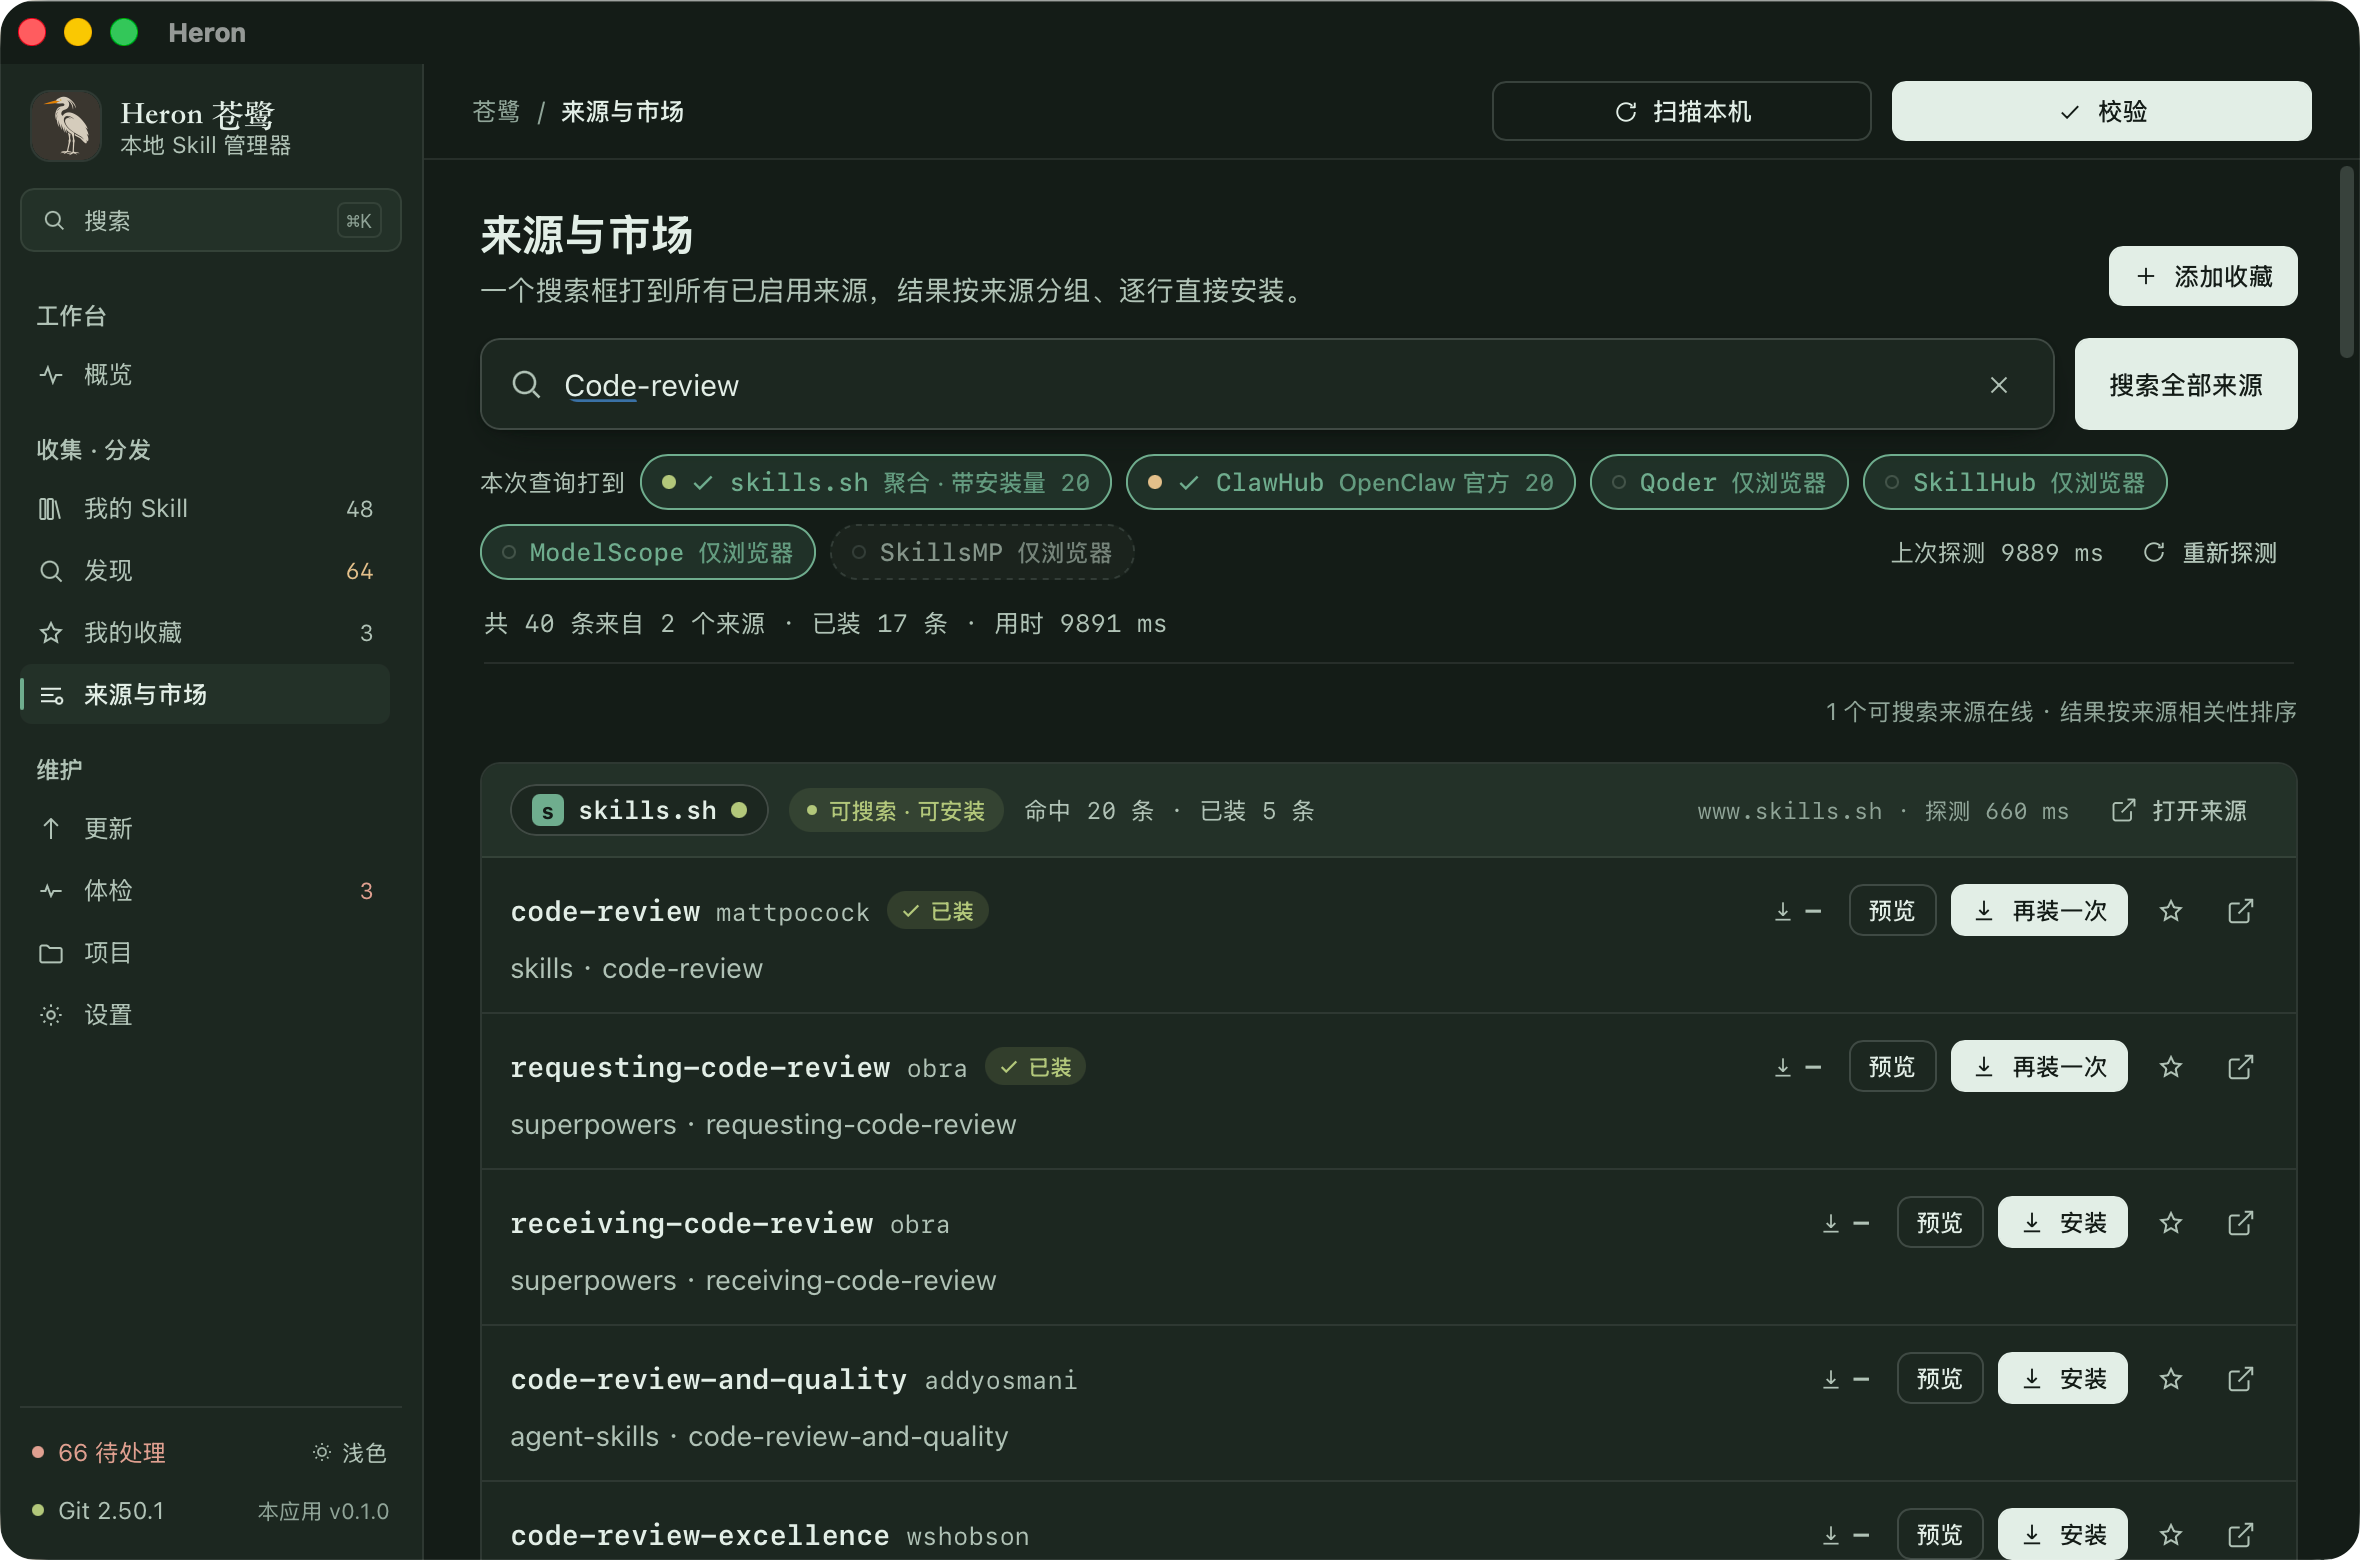 Heron
Heron 苍鹭
本地 Skill 管理器
搜索 ⌘K
工作台
概览
收集 · 分发
我的 Skill 48
发现 64
我的收藏 3
来源与市场
维护
更新
体检 3
项目
设置
66 待处理 浅色
Git 2.50.1 本应用 v0.1.0
苍鹭 / 来源与市场
扫描本机
校验
来源与市场
一个搜索框打到所有已启用来源，结果按来源分组、逐行直接安装。
添加收藏
Code-review
搜索全部来源
本次查询打到 skills.sh 聚合 · 带安装量 20 ClawHub OpenClaw 官方 20 Qoder 仅浏览器 SkillHub 仅浏览器
ModelScope 仅浏览器 SkillsMP 仅浏览器 上次探测 9889 ms 重新探测
共 40 条来自 2 个来源 · 已装 17 条 · 用时 9891 ms
1 个可搜索来源在线 · 结果按来源相关性排序
s skills.sh 可搜索 · 可安装 命中 20 条 · 已装 5 条 www.skills.sh · 探测 660 ms 打开来源
code-review mattpocock 已装 – 预览 再装一次
skills · code-review
requesting-code-review obra 已装 – 预览 再装一次
superpowers · requesting-code-review
receiving-code-review obra – 预览 安装
superpowers · receiving-code-review
code-review-and-quality addyosmani – 预览 安装
agent-skills · code-review-and-quality
code-review-excellence wshobson – 预览 安装